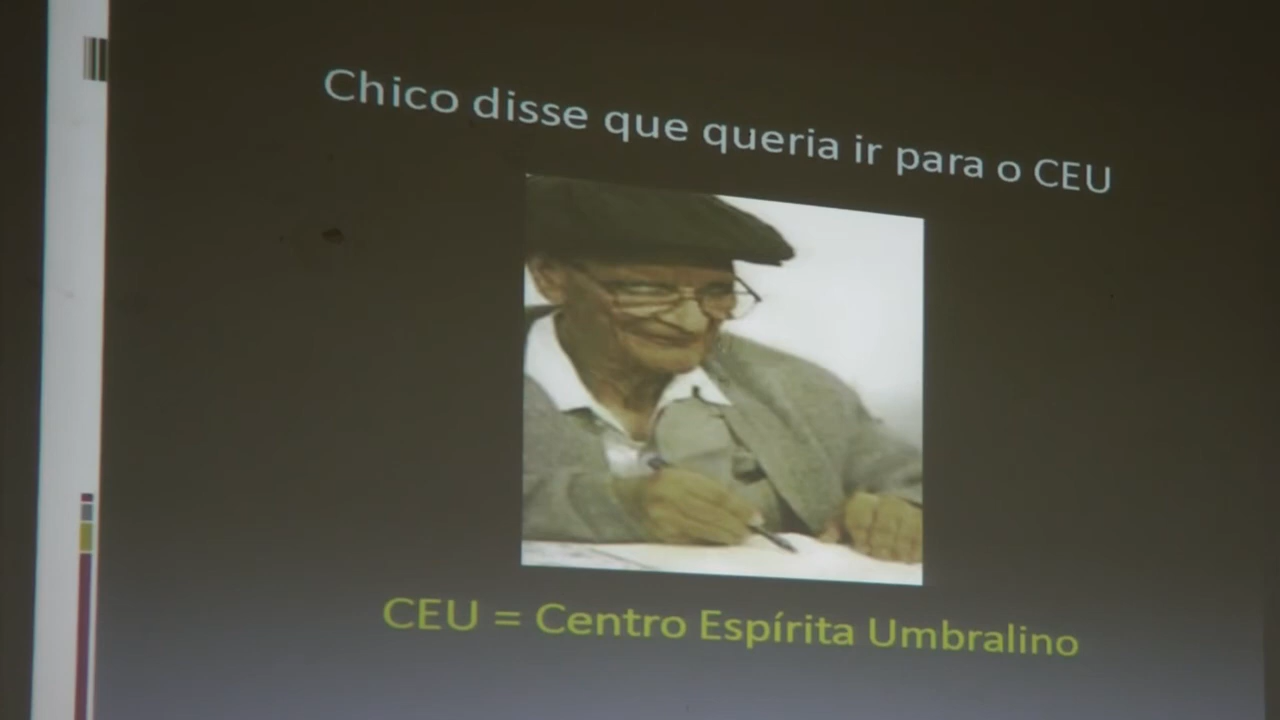 Chico disse que queria ir para o CEU
CEU = Centro Espírita Umbralino